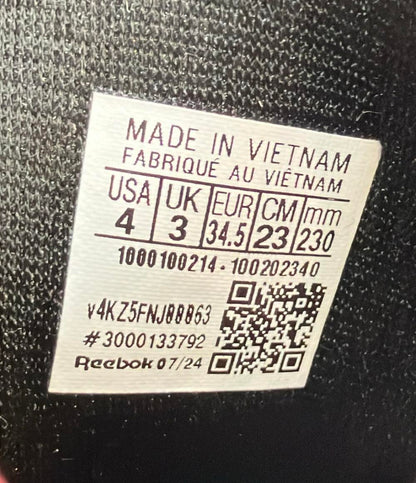 MADE IN VIETNAM
FABRIQUÉ AU VIÊTNAM
USA UK EUR CM mm
4 3 34.5 23 230
1000100214 - 100202340
v4KZ5FNJ00063
#3000133792
Reebok 07/24